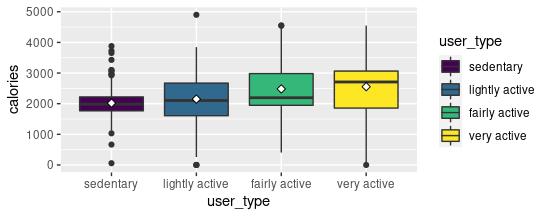 5000
4000
3000
2000
1000
0
calories
sedentary
lightly active
fairly active
very active
user_type
user_type
sedentary
lightly active
fairly active
very active